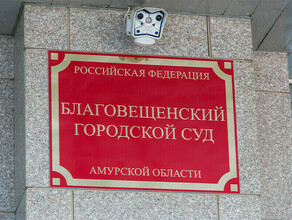 РОССИЙСКАЯ ФЕДЕРАЦИЯ
БЛАГОВЕЩЕНСКИЙ
ГОРОДСКОЙ СУД
АМУРСКОЙ ОБЛАСТИ